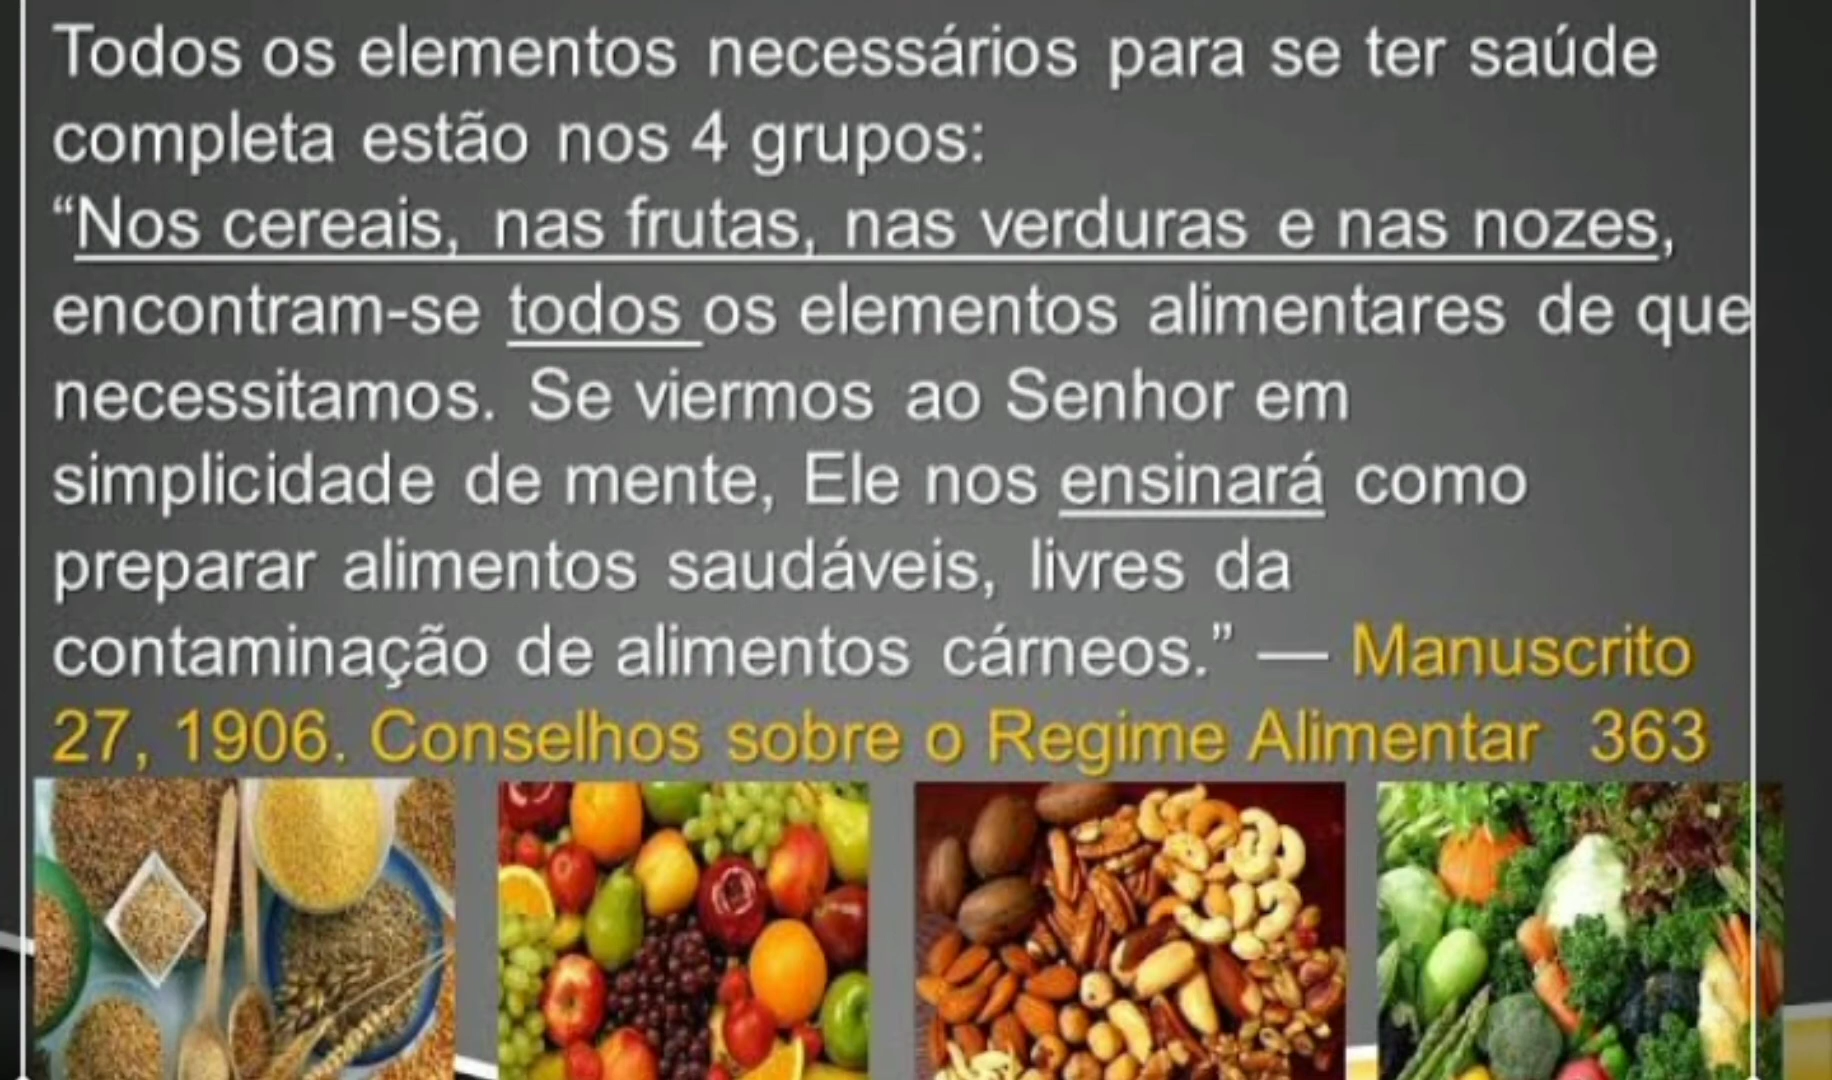 Todos os elementos necessários para se ter saúde
completa estão nos 4 grupos:
“Nos cereais, nas frutas, nas verduras e nas nozes,
encontram-se todos os elementos alimentares de que
necessitamos. Se viermos ao Senhor em
simplicidade de mente, Ele nos ensinará como
preparar alimentos saudáveis, livres da
contaminação de alimentos cárneos.” — Manuscrito
27, 1906. Conselhos sobre o Regime Alimentar 363